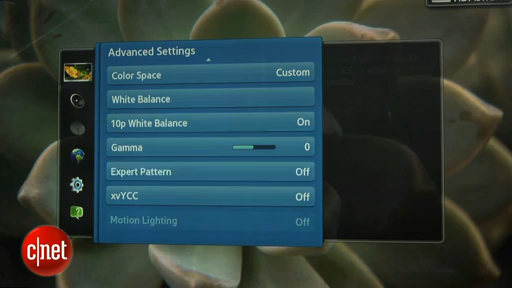 Advanced Settings
Color Space Custom
White Balance
10p White Balance On
Gamma 0
Expert Pattern Off
xvYCC Off
Motion Lighting Off
c|net